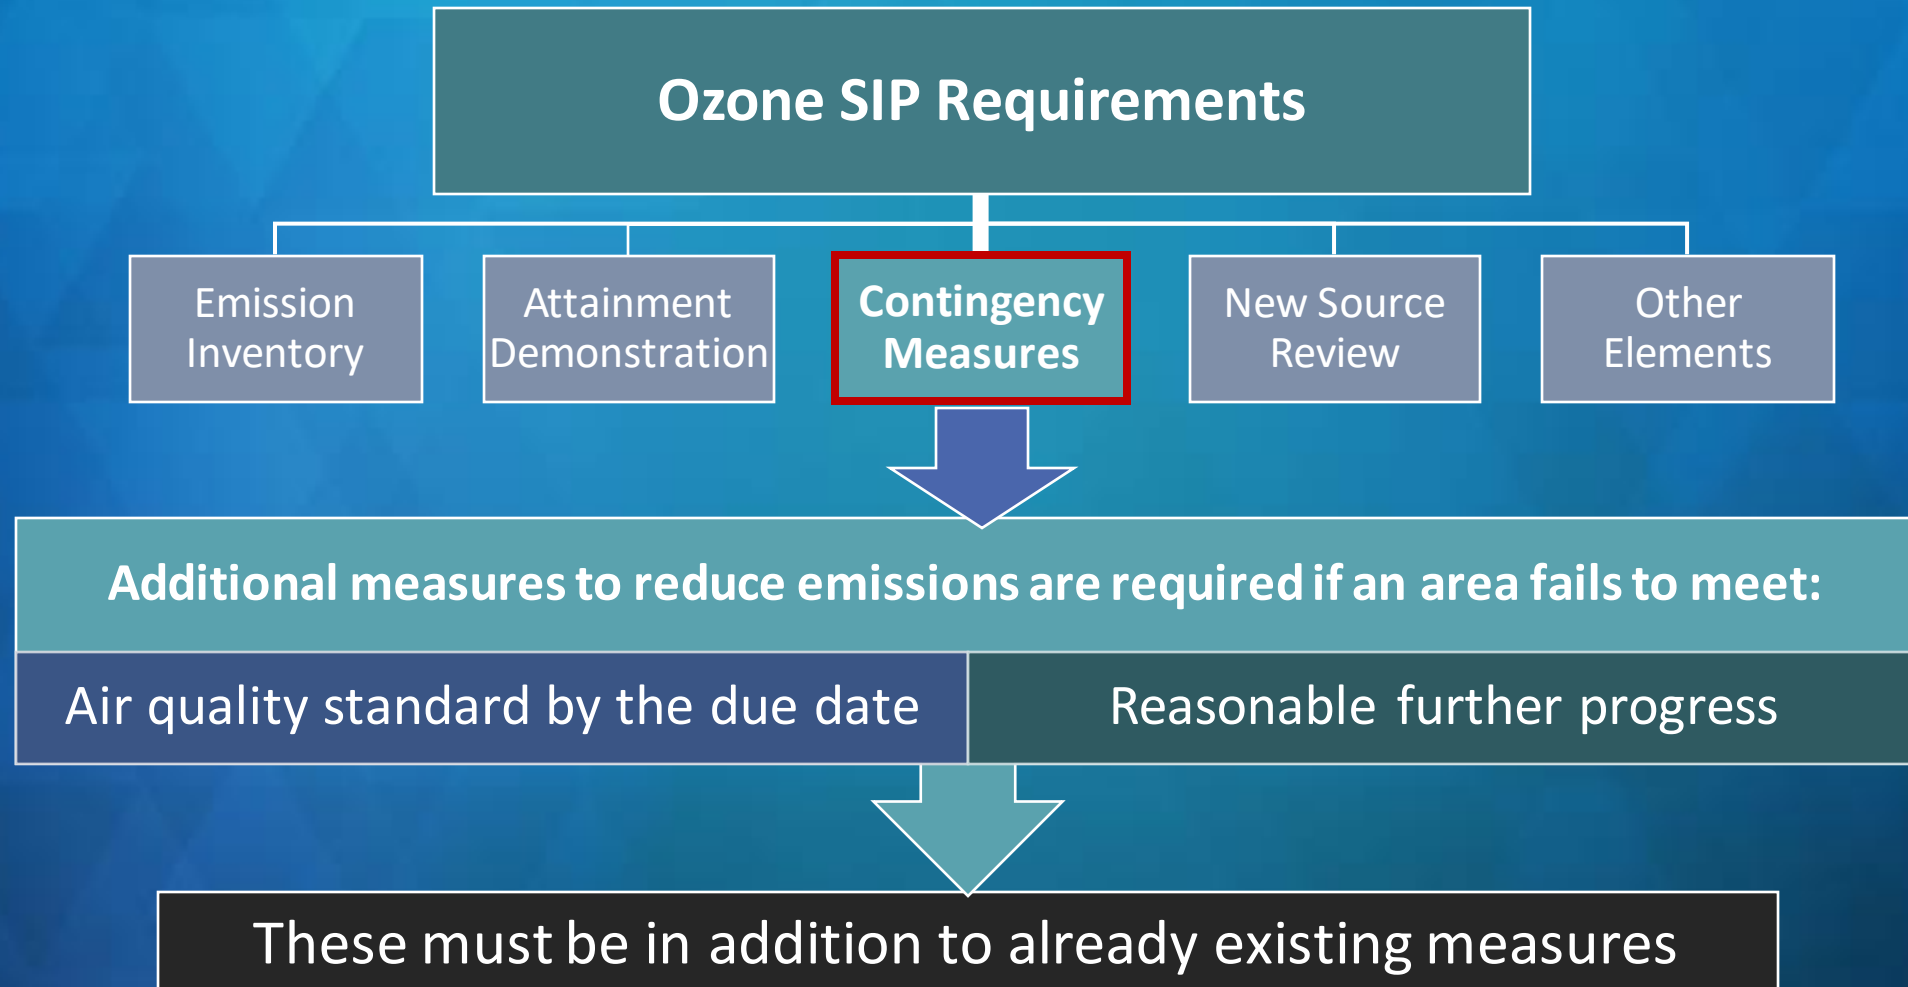 Ozone SIP Requirements
Emission
Inventory
Attainment
Demonstration
Contingency
Measures
New Source
Review
Other
Elements
Additional measures to reduce emissions are required if an area fails to meet:
Air quality standard by the due date
Reasonable further progress
These must be in addition to already existing measures